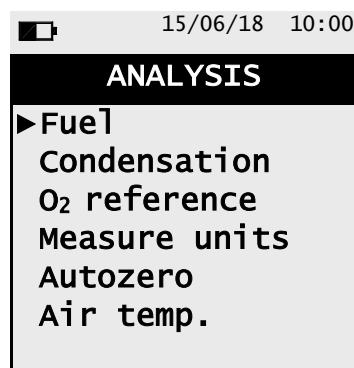 15/06/18 10:00
ANALYSIS
►Fuel
Condensation
O₂ reference
Measure units
Autozero
Air temp.